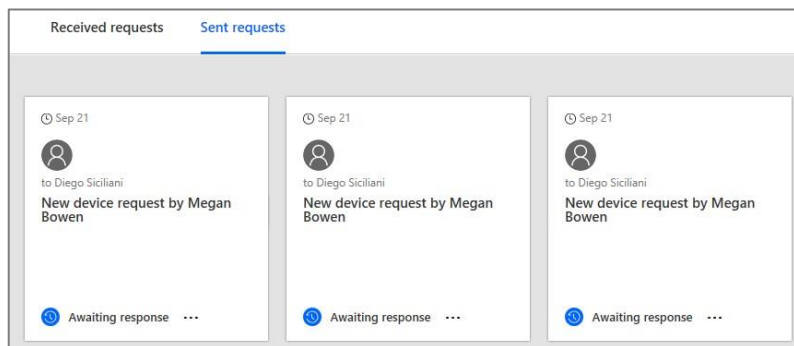 Received requests Sent requests
Sep 21
to Diego Siciliani
New device request by Megan
Bowen
Awaiting response ...
Sep 21
to Diego Siciliani
New device request by Megan
Bowen
Awaiting response ...
Sep 21
to Diego Siciliani
New device request by Megan
Bowen
Awaiting response ...